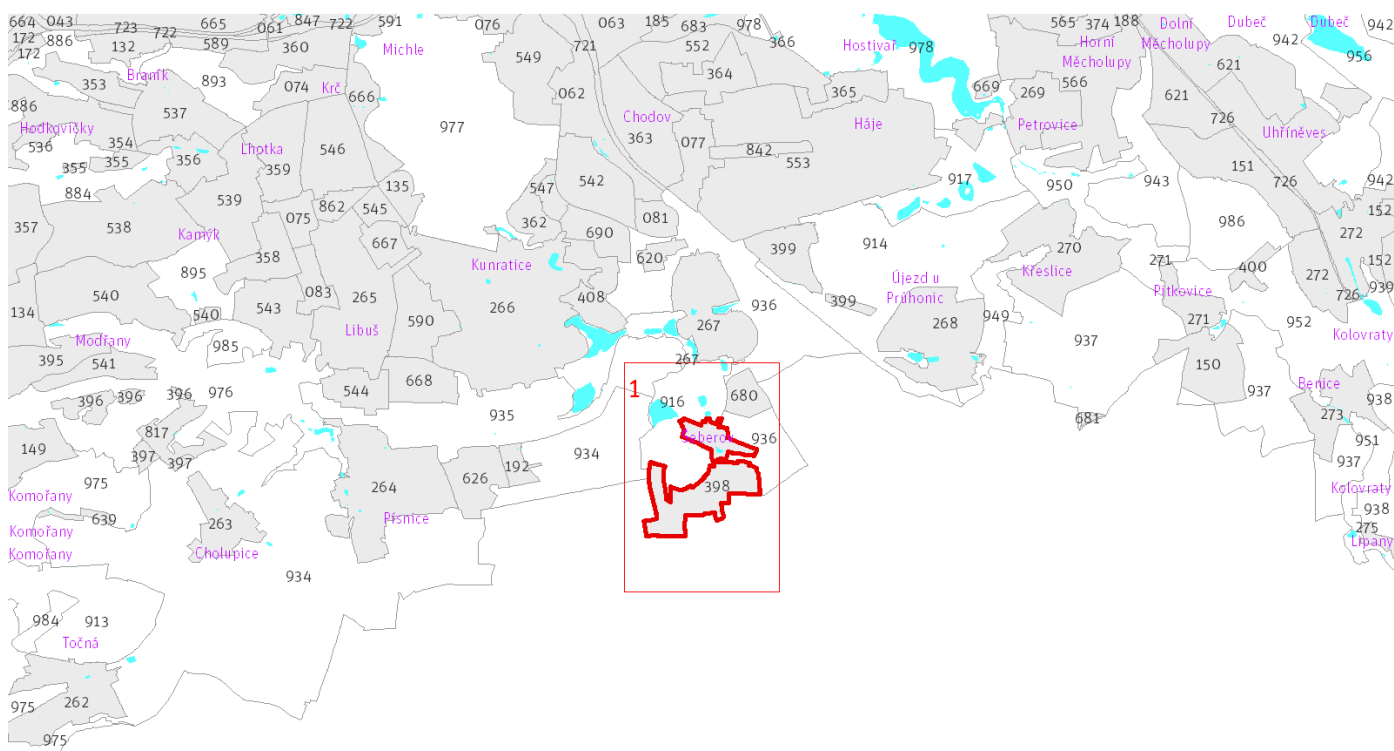 664 043 723 722 665 061 847 722 591 076 063 185 683 978 366 565 374 188 Dolní Dubeč Dubeč 942
172 886 132 589 360 Michle 549 721 552 Hostivař 978 Horní Měcholupy Měcholupy 942 956
172
353 Braník 893 074 Krč 666 062 364 365 669 269 566 621 621
886 537 977 Chodov 363 077 Háje Petrovice 726 Uhříněves
Hodkovičky 354 Lhotka 546
536 355 355 356 359 842 553 151
884 135 547 542 917 950 943 726 942
357 538 539 075 862 545 362 081 986 152
Kamýk 667 690 914 270 272
895 358 Kunratice 620 399 Újezd u Průhonic Křeslice 271 400 152
134 540 540 543 083 265 266 408 936 399 Pitkovice 272 726 939
590 267 268 949 271 952
Modřany Libuš 937 Kolovraty
395 541 985 267
396 396 396 976 544 668 1 680 150 937 Benice 938
935 916 681 273
149 817 Šeberov 936 951
397 397 934 937
975 264 626 192 398 Kolovraty
Komořany 938
639 263 Písnice 275
Komořany Lipany
Komořany Cholupice
934
984 913
Točná
975 262
975